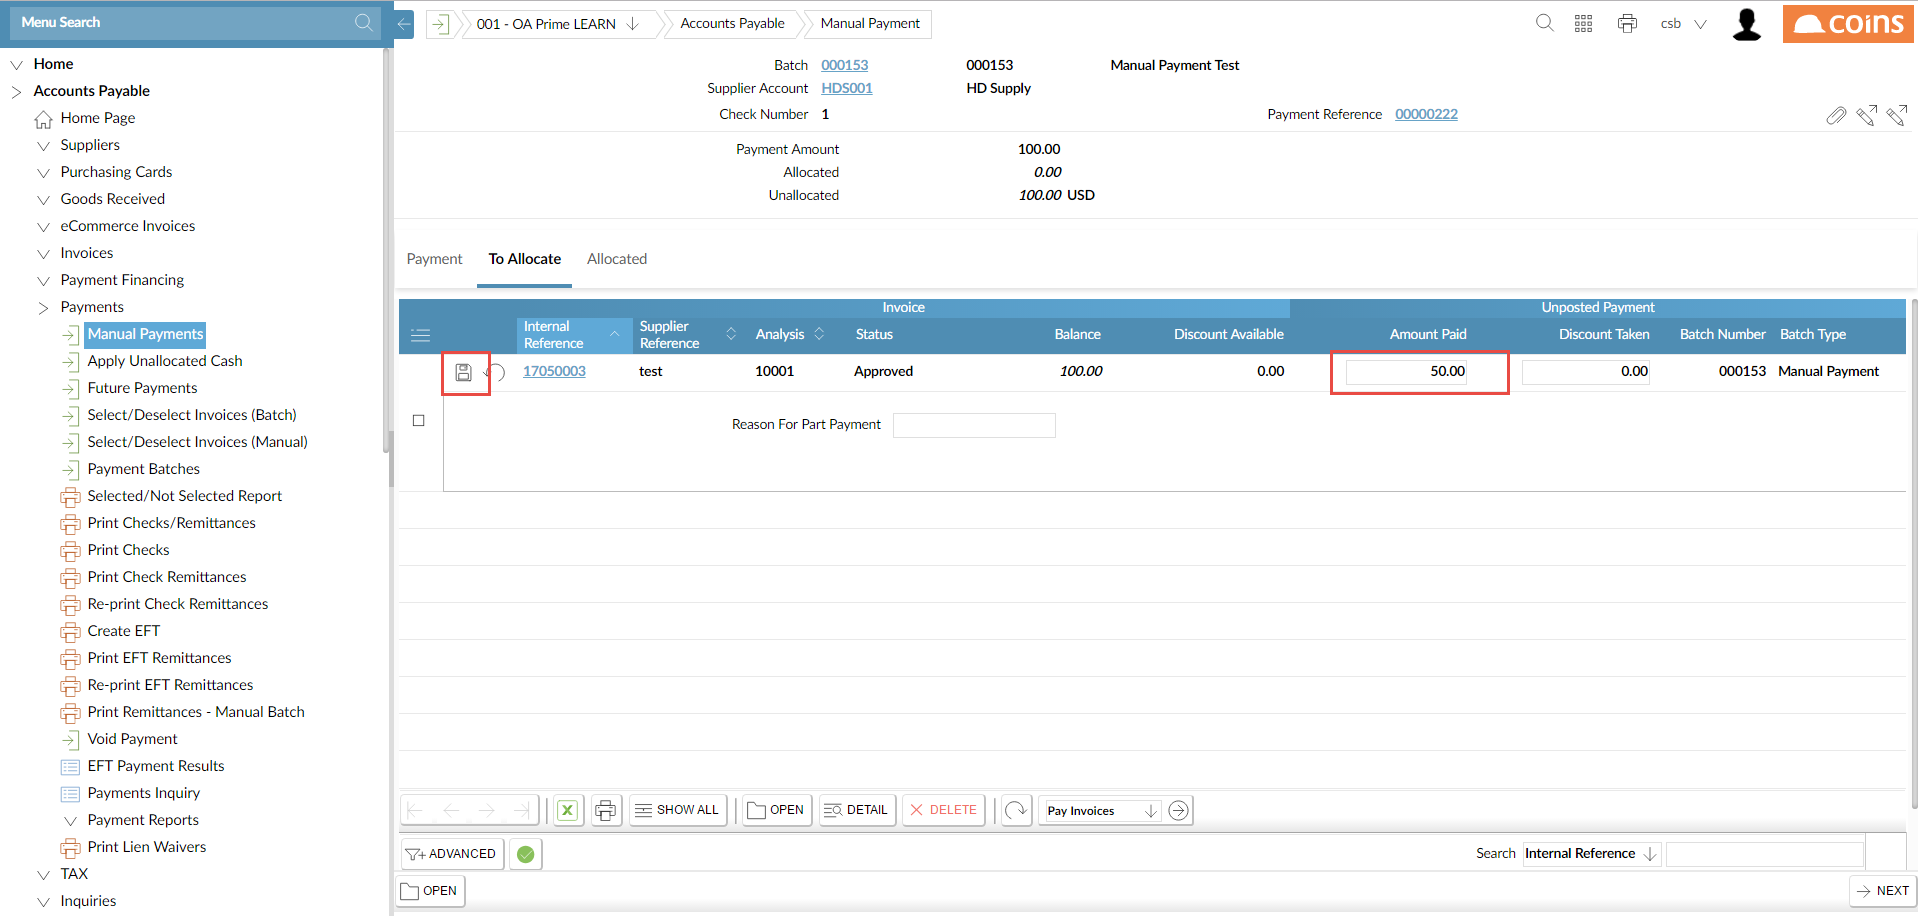 Menu Search
Home
Accounts Payable
Home Page
Suppliers
Purchasing Cards
Goods Received
eCommerce Invoices
Invoices
Payment Financing
Payments
Manual Payments
Apply Unallocated Cash
Future Payments
Select/Deselect Invoices (Batch)
Select/Deselect Invoices (Manual)
Payment Batches
Selected/Not Selected Report
Print Checks/Remittances
Print Checks
Print Check Remittances
Re-print Check Remittances
Create EFT
Print EFT Remittances
Re-print EFT Remittances
Print Remittances - Manual Batch
Void Payment
EFT Payment Results
Payments Inquiry
Payment Reports
Print Lien Waivers
TAX
Inquiries
001 - OA Prime LEARN Accounts Payable Manual Payment csb coins
Batch 000153 000153 Manual Payment Test
Supplier Account HDS001 HD Supply
Check Number 1 Payment Reference 00000222
Payment Amount 100.00
Allocated 0.00
Unallocated 100.00 USD
Payment To Allocate Allocated
Invoice Unposted Payment
Internal Reference Supplier Reference Analysis Status Balance Discount Available Amount Paid Discount Taken Batch Number Batch Type
17050003 test 10001 Approved 100.00 0.00 50.00 0.00 000153 Manual Payment
Reason For Part Payment
SHOW ALL OPEN DETAIL DELETE Pay Invoices
ADVANCED Search Internal Reference
OPEN NEXT